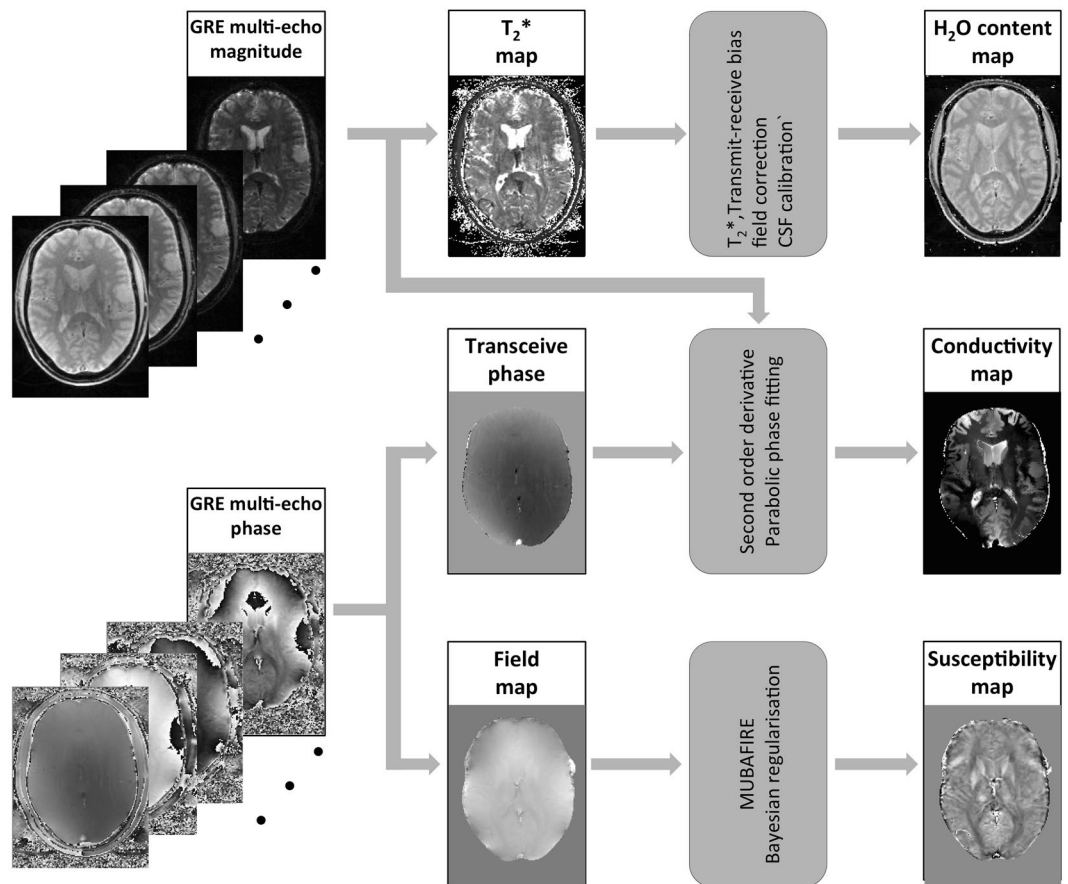 GRE multi-echo
magnitude
T₂*
map
T₂*,Transmit-receive bias
field correction
CSF calibration`
H₂O content
map
Transceive
phase
Second order derivative
Parabolic phase fitting
Conductivity
map
GRE multi-echo
phase
Field
map
MUBAFIRE
Bayesian regularisation
Susceptibility
map